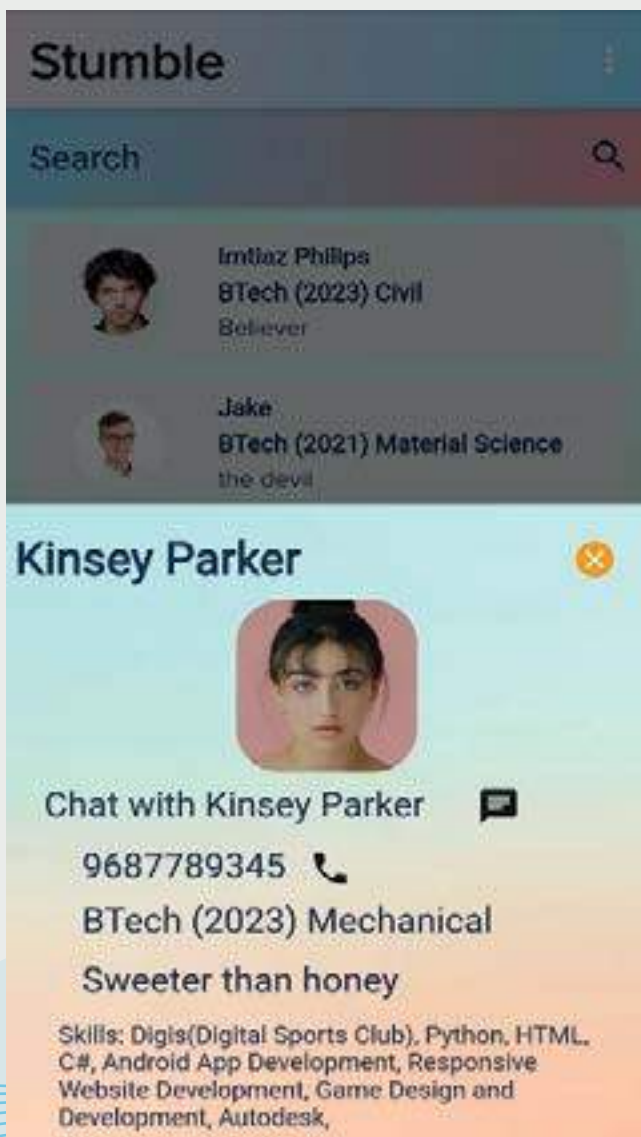 Stumble
Search
Imtiaz Philips
BTech (2023) Civil
Believer
Jake
BTech (2021) Material Science
the devil
Kinsey Parker
Chat with Kinsey Parker
9687789345
BTech (2023) Mechanical
Sweeter than honey
Skills: Digis(Digital Sports Club), Python, HTML,
C#, Android App Development, Responsive
Website Development, Game Design and
Development, Autodesk,